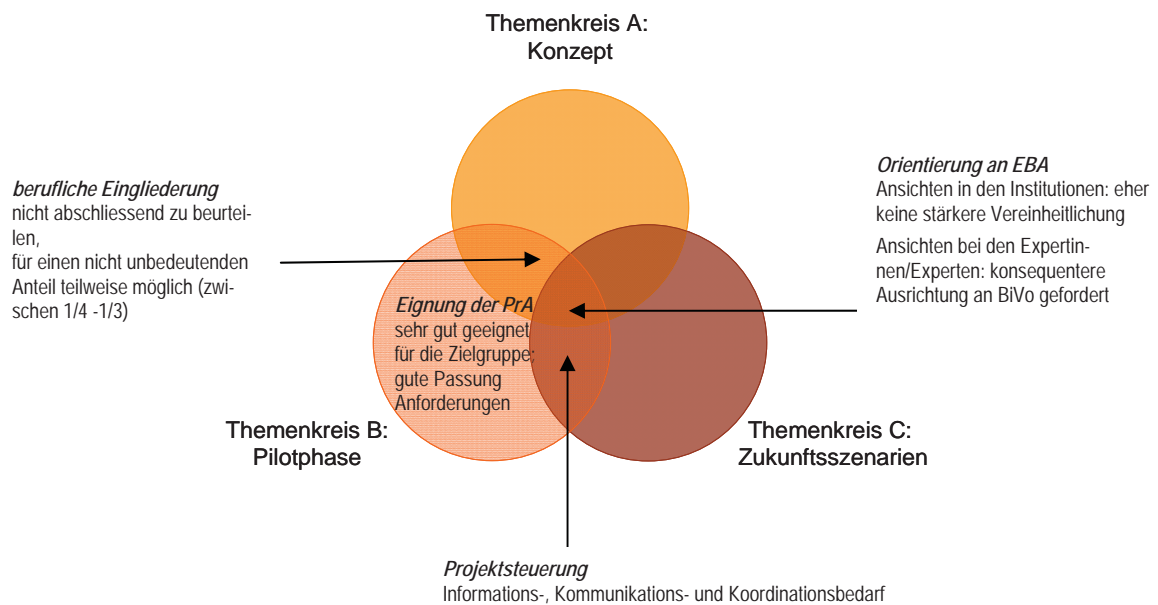 Themenkreis A:
Konzept
berufliche Eingliederung
nicht abschliessend zu beurtei-
len,
für einen nicht unbedeutenden
Anteil teilweise möglich (zwi-
schen 1/4 -1/3)
Orientierung an EBA
Ansichten in den Institutionen: eher
keine stärkere Vereinheitlichung
Ansichten bei den Expertin-
nen/Experten: konsequentere
Ausrichtung an BiVo gefordert
Eignung der PrA
sehr gut geeignet
für die Zielgruppe;
gute Passung
Anforderungen
Themenkreis B:
Pilotphase
Themenkreis C:
Zukunftsszenarien
Projektsteuerung
Informations-, Kommunikations- und Koordinationsbedarf